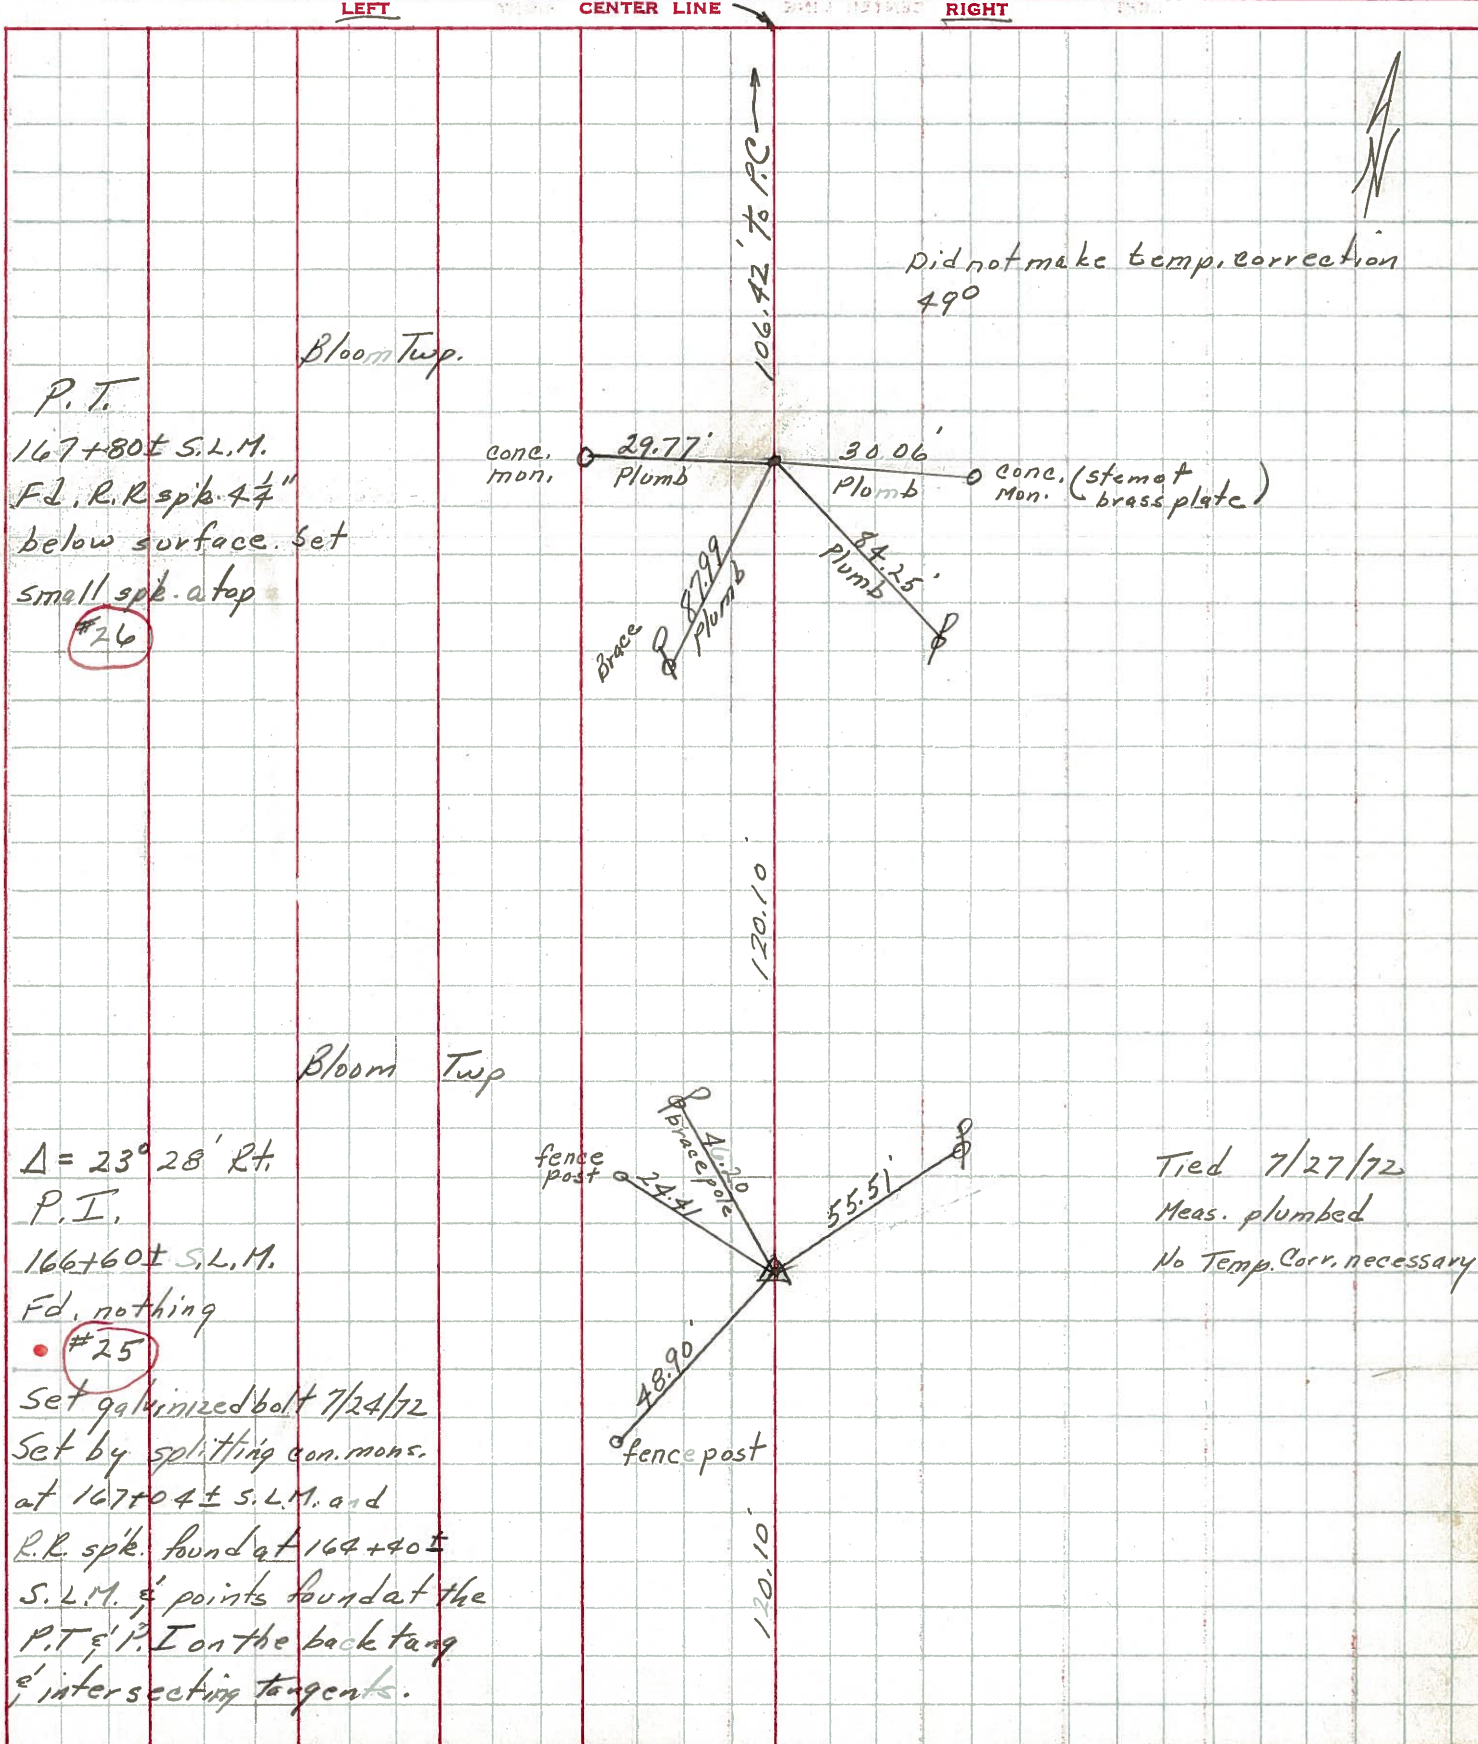 LEFT CENTER LINE RIGHT
106.42' to P.C
Did not make temp. correction
49°
Bloom Twp.
P.T.
167+80± S.L.M.
Fd. R.R spk. 4 1/4"
below surface. Set
small spk. atop
#26
conc.
mon.
29.77'
Plumb
30.06'
Plumb
conc.
Mon.
(stem of
brass plate)
87.99
Plumb
Brace
84.25'
Plumb
120.10'
Bloom Twp
Δ = 23° 28' Rt.
P.I.
166+60± S.L.M.
Fd. nothing
#25
Set galvinized bolt 7/24/72
Set by splitting con. mons.
at 167+04± S.L.M. and
R.R. spk. found at 164+40±
S.L.M. & points found at the
P.T & P.I on the back tang
& intersecting tangents.
fence
post
24.41
46.20
brace pole
55.51'
48.90'
fence post
Tied 7/27/72
Meas. plumbed
No Temp. Corr. necessary
120.10'